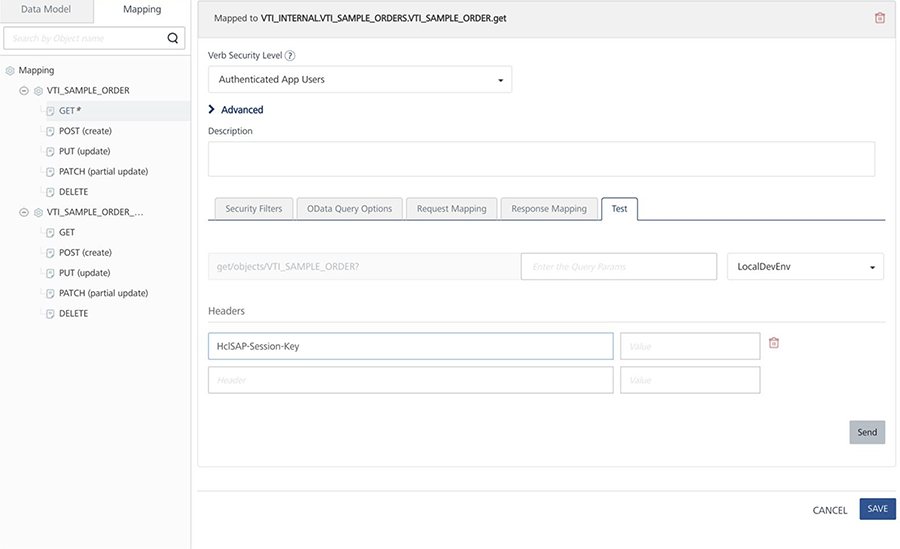 Data Model
Mapping
Search by Object name
Mapping
VTI_SAMPLE_ORDER
GET*
POST (create)
PUT (update)
PATCH (partial update)
DELETE
VTI_SAMPLE_ORDER_...
GET
POST (create)
PUT (update)
PATCH (partial update)
DELETE
Mapped to VTI_INTERNAL.VTI_SAMPLE_ORDERS.VTI_SAMPLE_ORDER.get
Verb Security Level ?
Authenticated App Users
Advanced
Description
Security Filters
OData Query Options
Request Mapping
Response Mapping
Test
get/objects/VTI_SAMPLE_ORDER?
Enter the Query Params
LocalDevEnv
Headers
HclSAP-Session-Key
Value
Header
Value
Send
CANCEL
SAVE